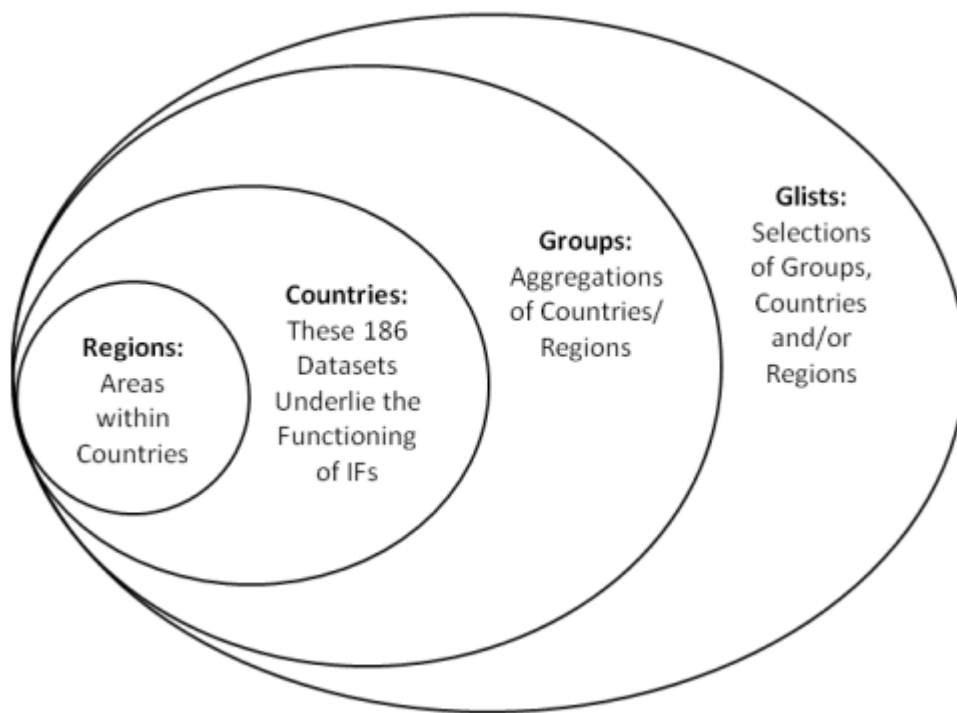 Regions:
Areas
within
Countries
Countries:
These 186
Datasets
Underlie the
Functioning
of IFs
Groups:
Aggregations
of Countries/
Regions
Glists:
Selections
of Groups,
Countries
and/or
Regions